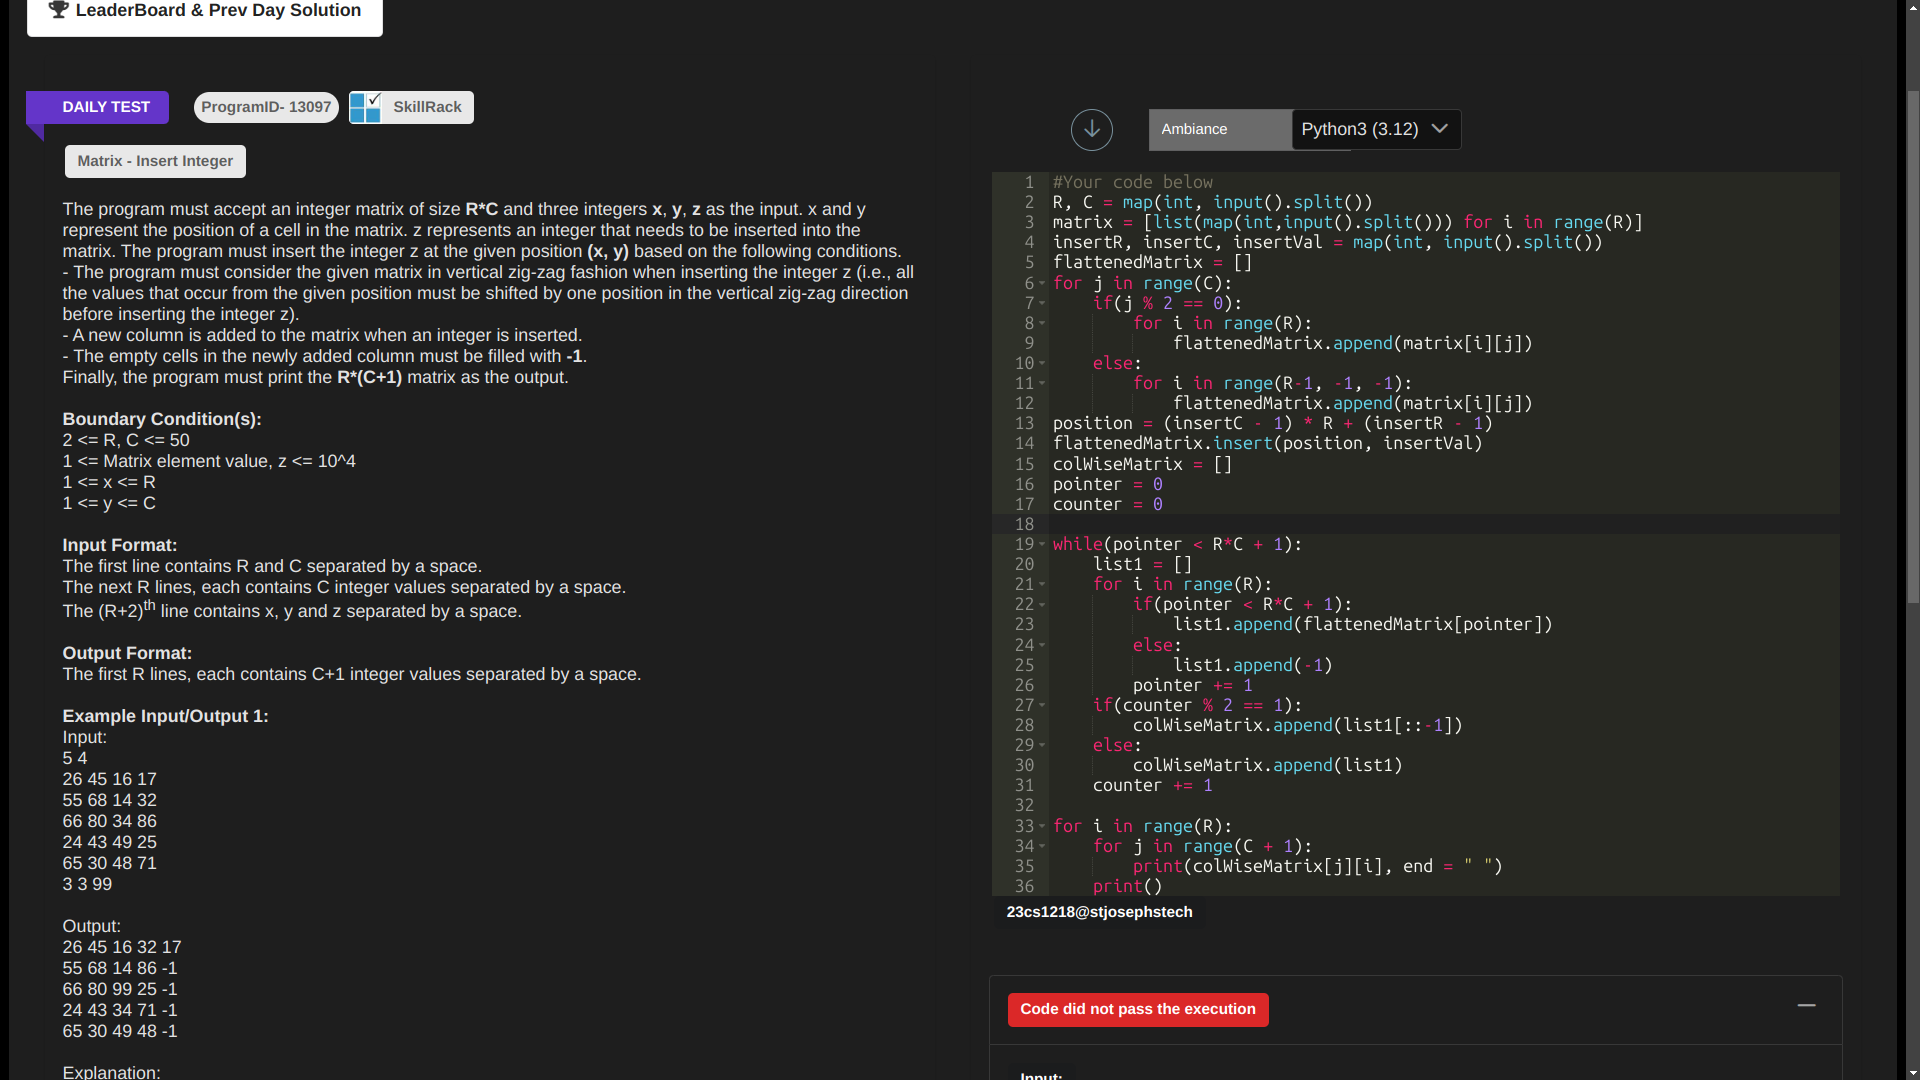 LeaderBoard & Prev Day Solution
DAILY TEST
ProgramID- 13097
SkillRack
Matrix - Insert Integer
The program must accept an integer matrix of size R*C and three integers x, y, z as the input. x and y
represent the position of a cell in the matrix. z represents an integer that needs to be inserted into the
matrix. The program must insert the integer z at the given position (x, y) based on the following conditions.
- The program must consider the given matrix in vertical zig-zag fashion when inserting the integer z (i.e., all
the values that occur from the given position must be shifted by one position in the vertical zig-zag direction
before inserting the integer z).
- A new column is added to the matrix when an integer is inserted.
- The empty cells in the newly added column must be filled with -1.
Finally, the program must print the R*(C+1) matrix as the output.
Boundary Condition(s):
2 <= R, C <= 50
1 <= Matrix element value, z <= 10^4
1 <= x <= R
1 <= y <= C
Input Format:
The first line contains R and C separated by a space.
The next R lines, each contains C integer values separated by a space.
The (R+2)th line contains x, y and z separated by a space.
Output Format:
The first R lines, each contains C+1 integer values separated by a space.
Example Input/Output 1:
Input:
5 4
26 45 16 17
55 68 14 32
66 80 34 86
24 43 49 25
65 30 48 71
3 3 99
Output:
26 45 16 32 17
55 68 14 86 -1
66 80 99 25 -1
24 43 34 71 -1
65 30 49 48 -1
Explanation:
Ambiance
Python3 (3.12)
1 #Your code below
2 R, C = map(int, input().split())
3 matrix = [list(map(int,input().split())) for i in range(R)]
4 insertR, insertC, insertVal = map(int, input().split())
5 flattenedMatrix = []
6 for j in range(C):
7     if(j % 2 == 0):
8         for i in range(R):
9             flattenedMatrix.append(matrix[i][j])
10     else:
11         for i in range(R-1, -1, -1):
12             flattenedMatrix.append(matrix[i][j])
13 position = (insertC - 1) * R + (insertR - 1)
14 flattenedMatrix.insert(position, insertVal)
15 colWiseMatrix = []
16 pointer = 0
17 counter = 0
18
19 while(pointer < R*C + 1):
20     list1 = []
21     for i in range(R):
22         if(pointer < R*C + 1):
23             list1.append(flattenedMatrix[pointer])
24         else:
25             list1.append(-1)
26         pointer += 1
27     if(counter % 2 == 1):
28         colWiseMatrix.append(list1[::-1])
29     else:
30         colWiseMatrix.append(list1)
31     counter += 1
32
33 for i in range(R):
34     for j in range(C + 1):
35         print(colWiseMatrix[j][i], end = " ")
36     print()
23cs1218@stjosephstech
Code did not pass the execution
Input: